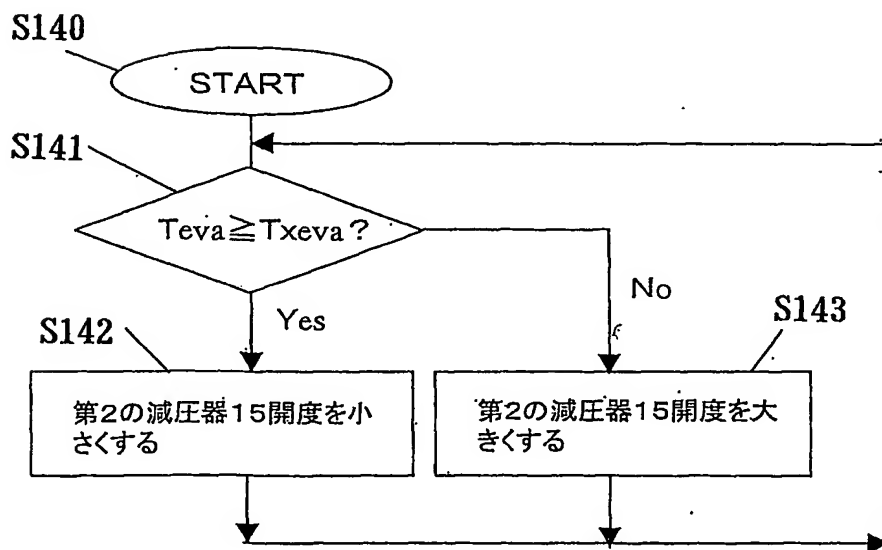 S140
START
S141
Teva≧Txeva?
Yes
No
S142
S143
第2の減圧器15開度を小
さくする
第2の減圧器15開度を大
きくする